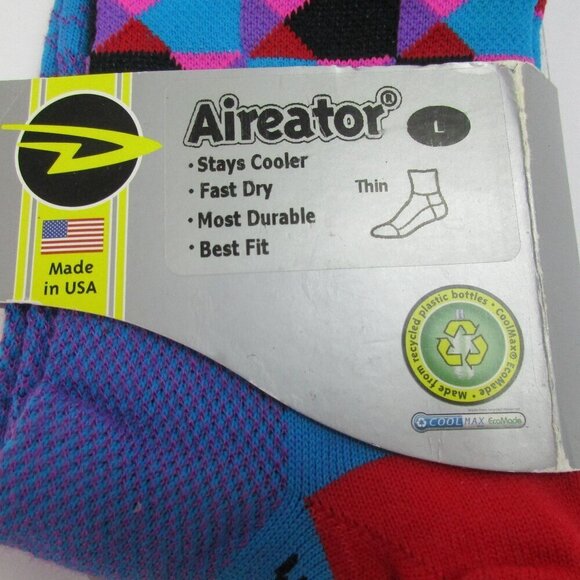 Aireator®
L
• Stays Cooler
• Fast Dry
• Most Durable
• Best Fit
Thin
Made
in USA
Made from recycled plastic bottles • CoolMax® EcoMade •
COOLMAX EcoMade